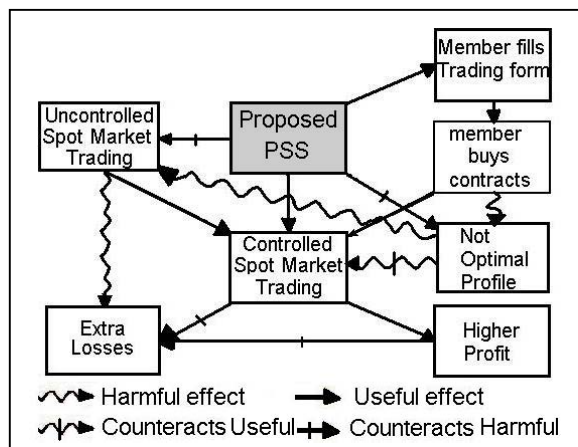 Member fills
Trading form
Uncontrolled
Spot Market
Trading
Proposed
PSS
member
buys
contracts
Controlled
Spot Market
Trading
Not
Optimal
Profile
Extra
Losses
Higher
Profit
Harmful effect
Useful effect
Counteracts Useful
Counteracts Harmful